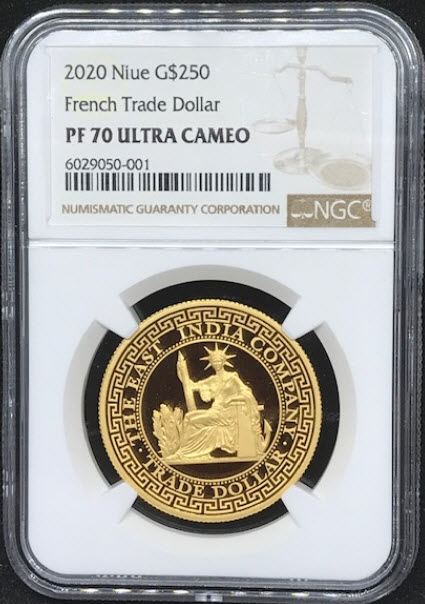 2020 Niue G$250
French Trade Dollar
PF 70 ULTRA CAMEO
6029050-001
NUMISMATIC GUARANTY CORPORATION
NGC®
THE EAST INDIA COMPANY
· TRADE DOLLAR ·